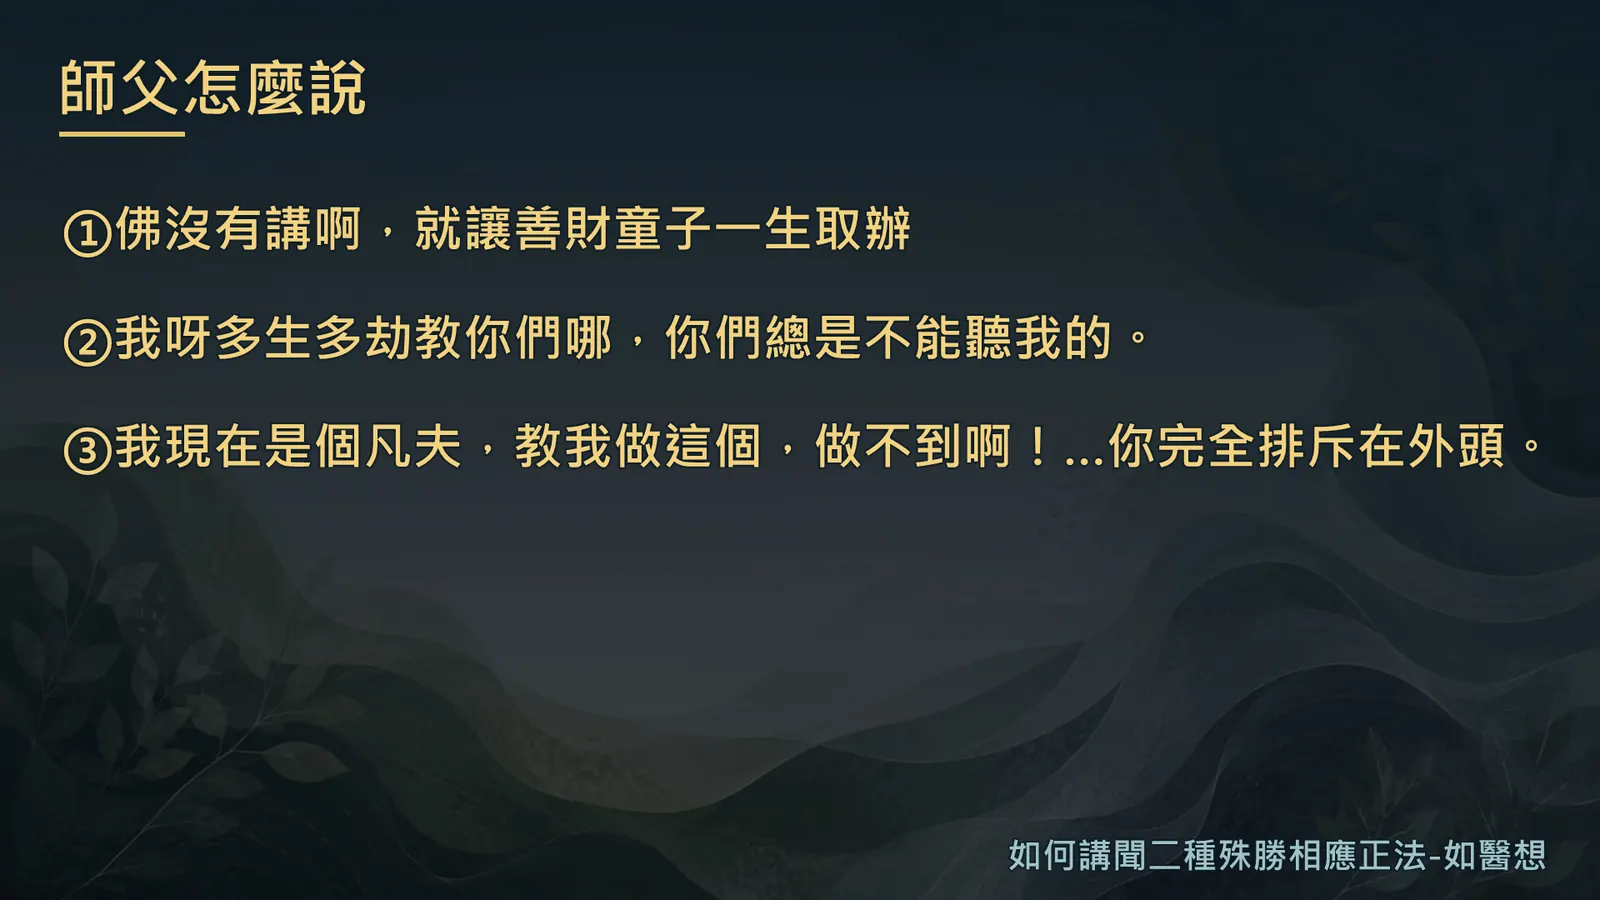 師父怎麼說
①佛沒有講啊，就讓善財童子一生取辦
②我呀多生多劫教你們哪，你們總是不能聽我的。
③我現在是個凡夫，教我做這個，做不到啊！...你完全排斥在外頭。
如何講聞二種殊勝相應正法-如醫想